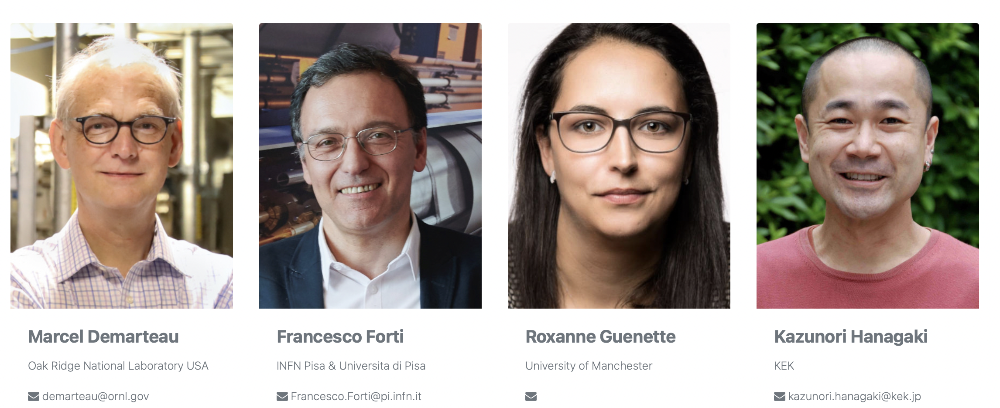 Marcel Demarteau
Oak Ridge National Laboratory USA
demarteau@ornl.gov
Francesco Forti
INFN Pisa & Universita di Pisa
Francesco.Forti@pi.infn.it
Roxanne Guenette
University of Manchester
Kazunori Hanagaki
KEK
kazunori.hanagaki@kek.jp